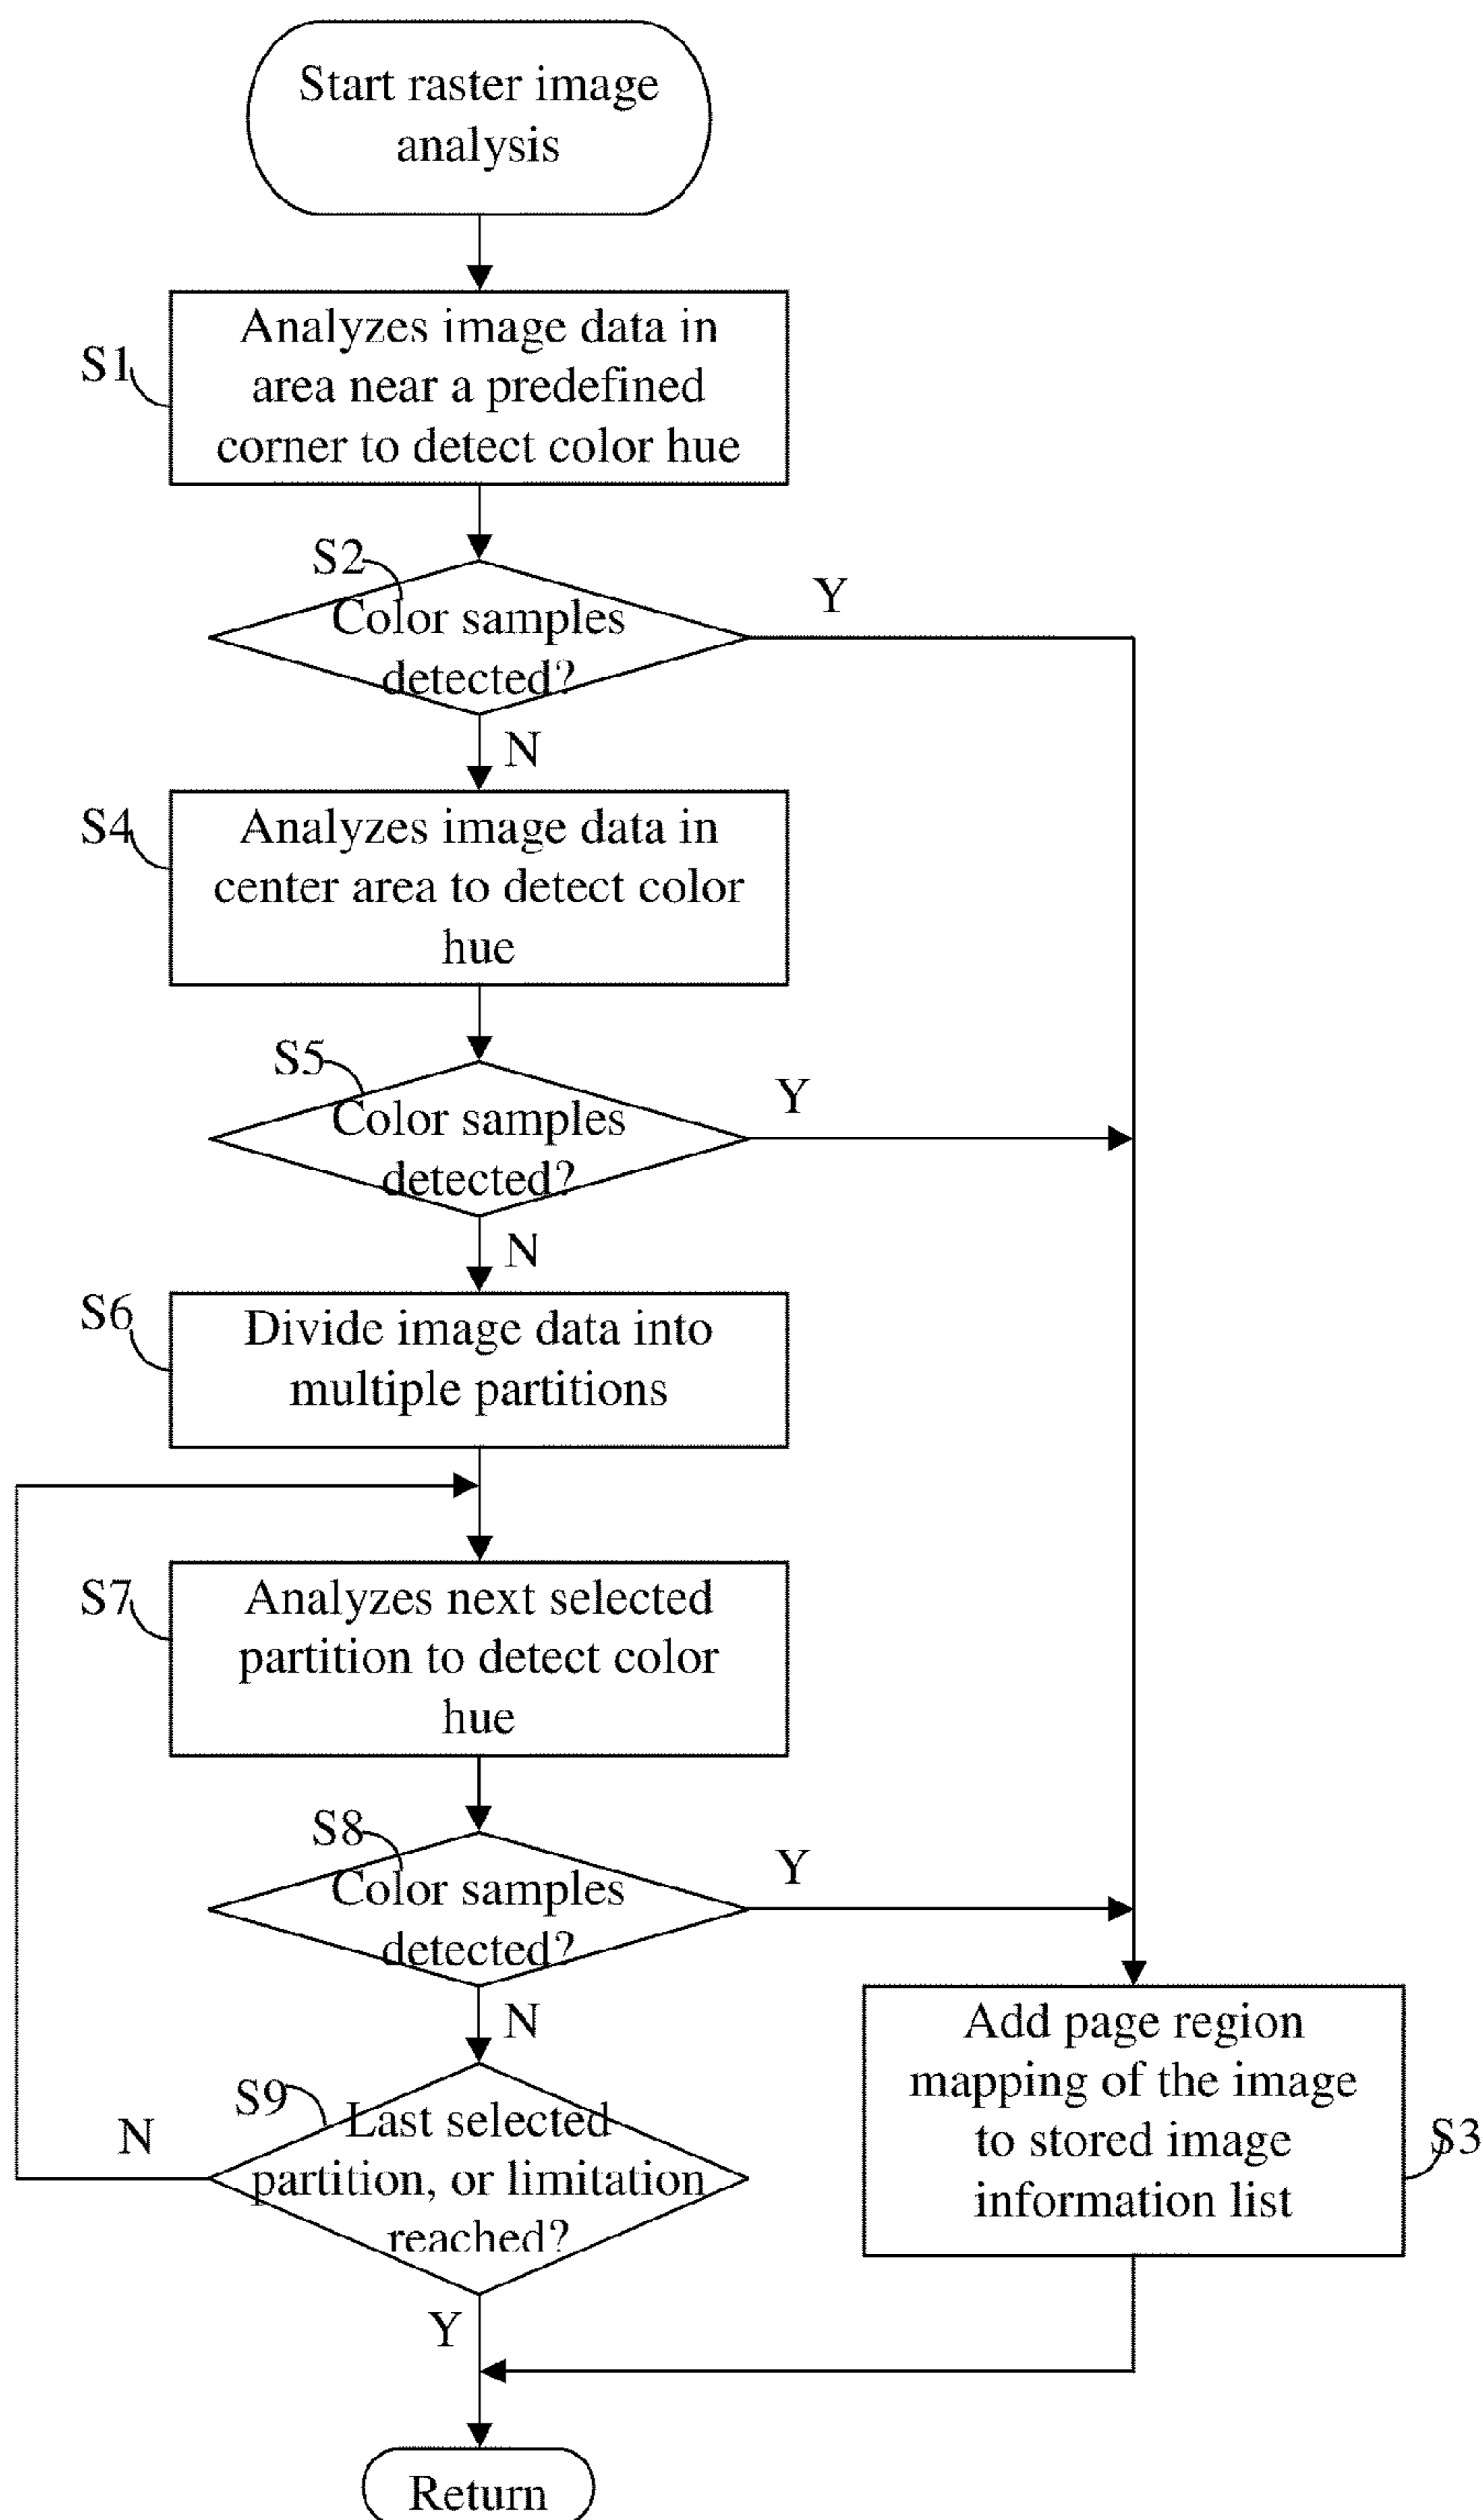 Start raster image
analysis
S1
Analyzes image data in
area near a predefined
corner to detect color hue
S2
Color samples
detected?
Y
N
S4
Analyzes image data in
center area to detect color
hue
S5
Color samples
detected?
Y
N
S6
Divide image data into
multiple partitions
S7
Analyzes next selected
partition to detect color
hue
S8
Color samples
detected?
Y
N
S9
Last selected
partition, or limitation
reached?
N
Y
Add page region
mapping of the image
to stored image
information list
S3
Return